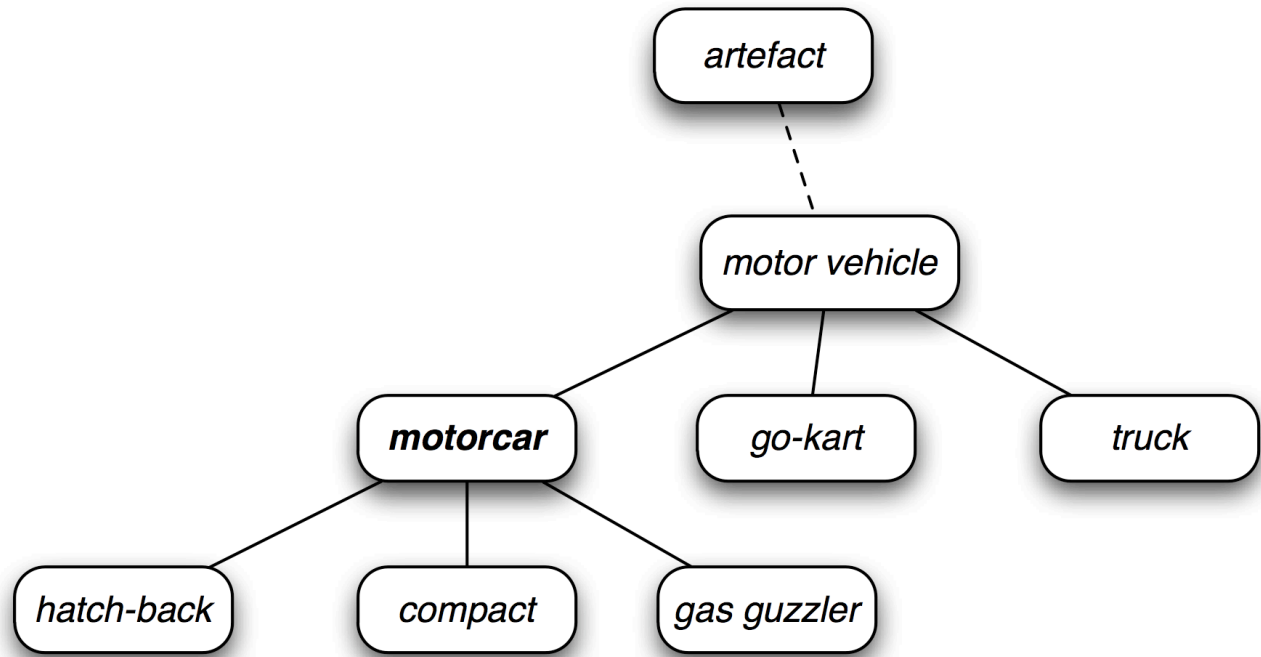 artefact
motor vehicle
motorcar
go-kart
truck
hatch-back
compact
gas guzzler